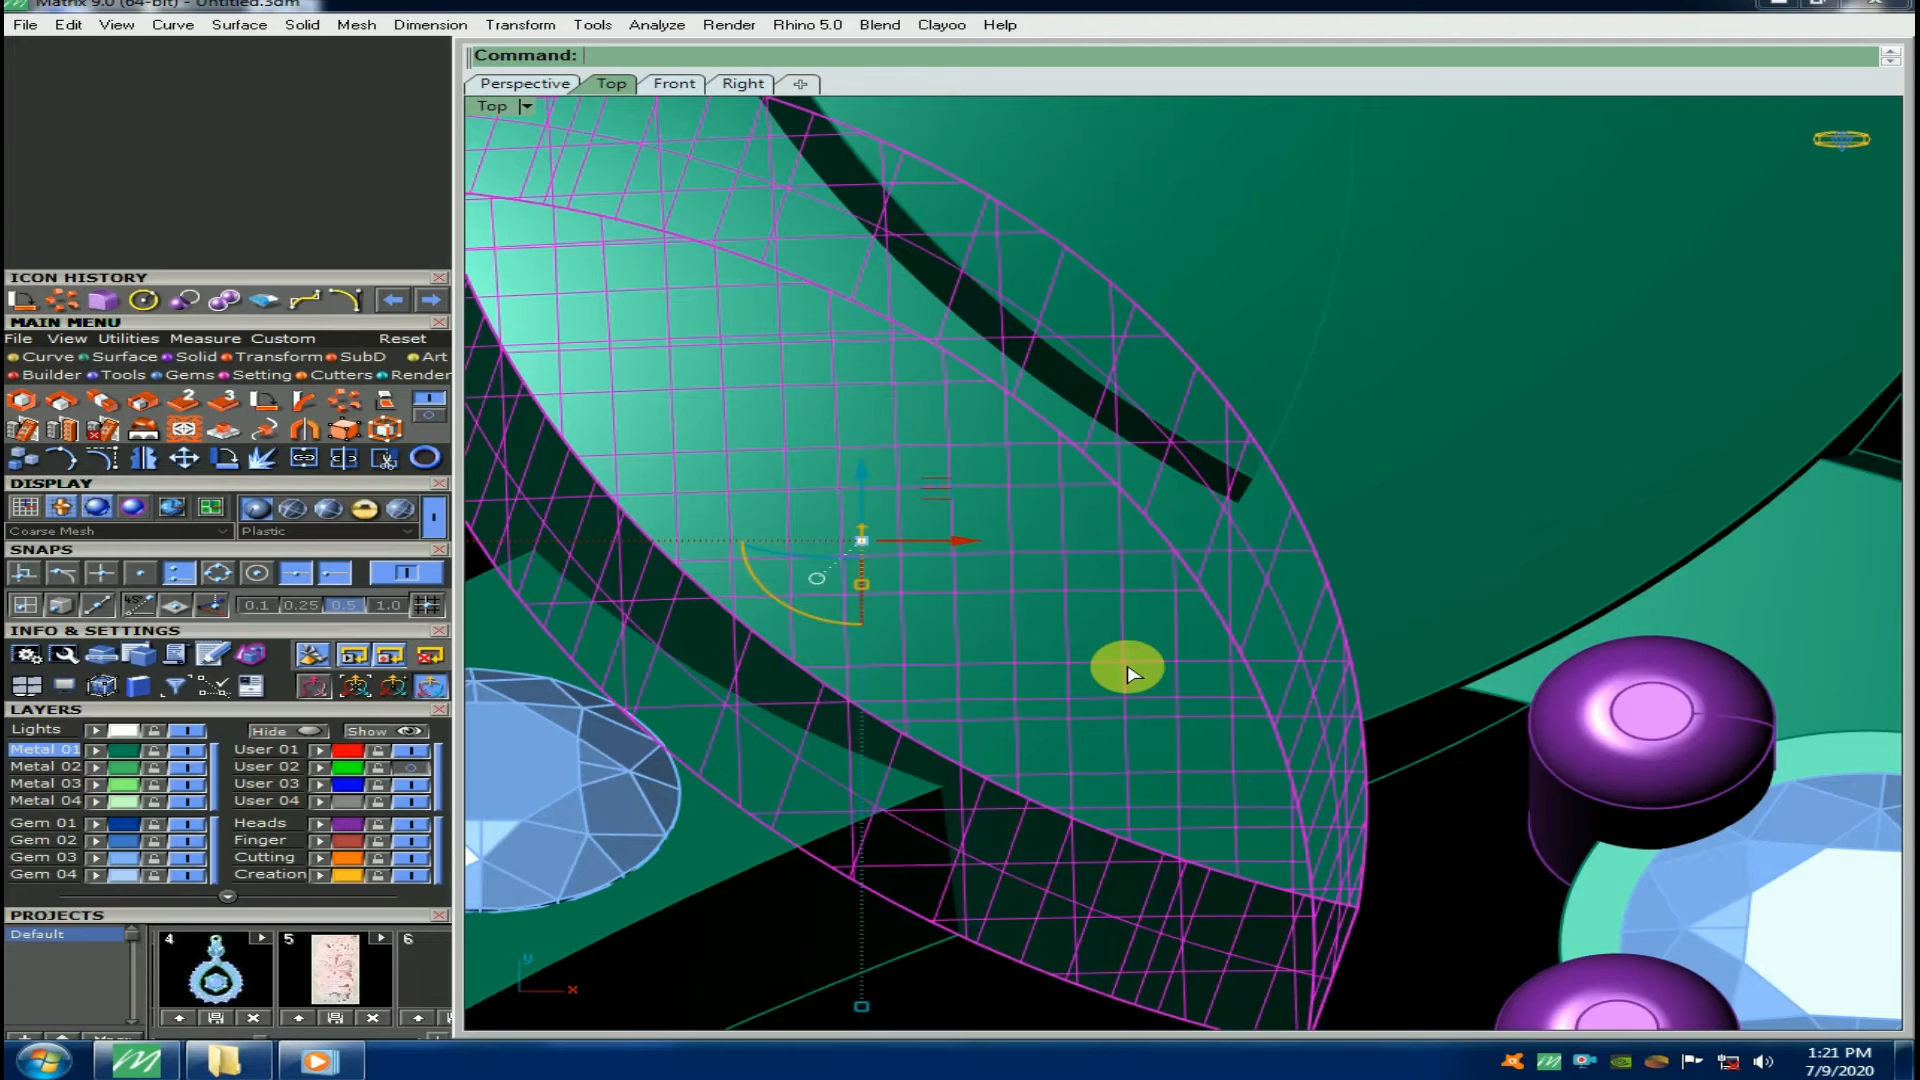 Matrix 9.0 (64-bit) - Untitled.3dm
File Edit View Curve Surface Solid Mesh Dimension Transform Tools Analyze Render Rhino 5.0 Blend Clayoo Help
Command:
Perspective Top Front Right
Top
ICON HISTORY
MAIN MENU
File View Utilities Measure Custom Reset
Curve Surface Solid Transform SubD Art
Builder Tools Gems Setting Cutters Render
2 3
DISPLAY
Coarse Mesh Plastic
SNAPS
45°
0.1 0.25 0.5 1.0
INFO & SETTINGS
LAYERS
Lights Hide Show
Metal 01 User 01
Metal 02 User 02
Metal 03 User 03
Metal 04 User 04
Gem 01 Heads
Gem 02 Finger
Gem 03 Cutting
Gem 04 Creation
PROJECTS
Default
4 5 6
y
x
1:21 PM
7/9/2020